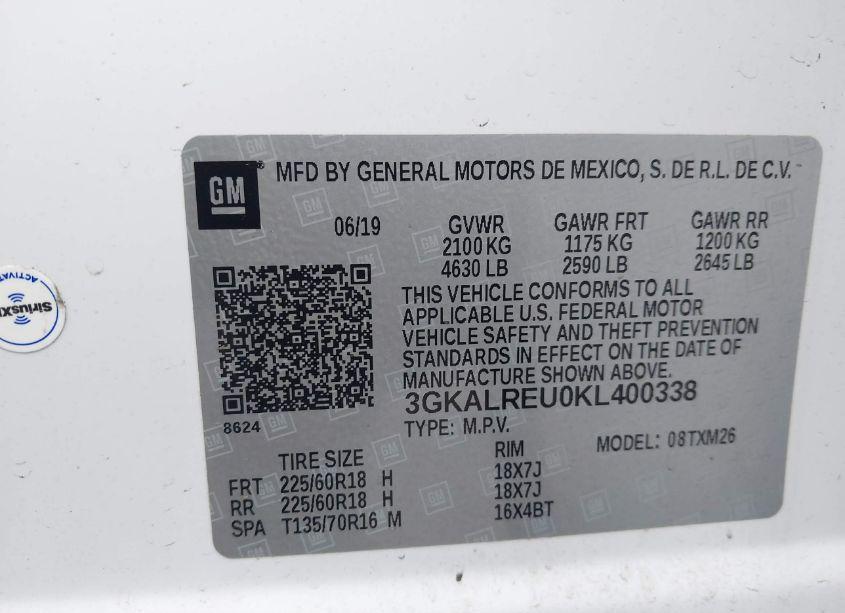 GM
MFD BY GENERAL MOTORS DE MEXICO, S. DE R.L. DE C.V.
06/19
GVWR GAWR FRT GAWR RR
2100 KG 1175 KG 1200 KG
4630 LB 2590 LB 2645 LB
THIS VEHICLE CONFORMS TO ALL
APPLICABLE U.S. FEDERAL MOTOR
VEHICLE SAFETY AND THEFT PREVENTION
STANDARDS IN EFFECT ON THE DATE OF
MANUFACTURE SHOWN ABOVE.
3GKALREU0KL400338
8624
TYPE: M.P.V.
MODEL: 08TXM26
TIRE SIZE RIM
FRT 225/60R18 H 18X7J
RR 225/60R18 H 18X7J
SPA T135/70R16 M 16X4BT